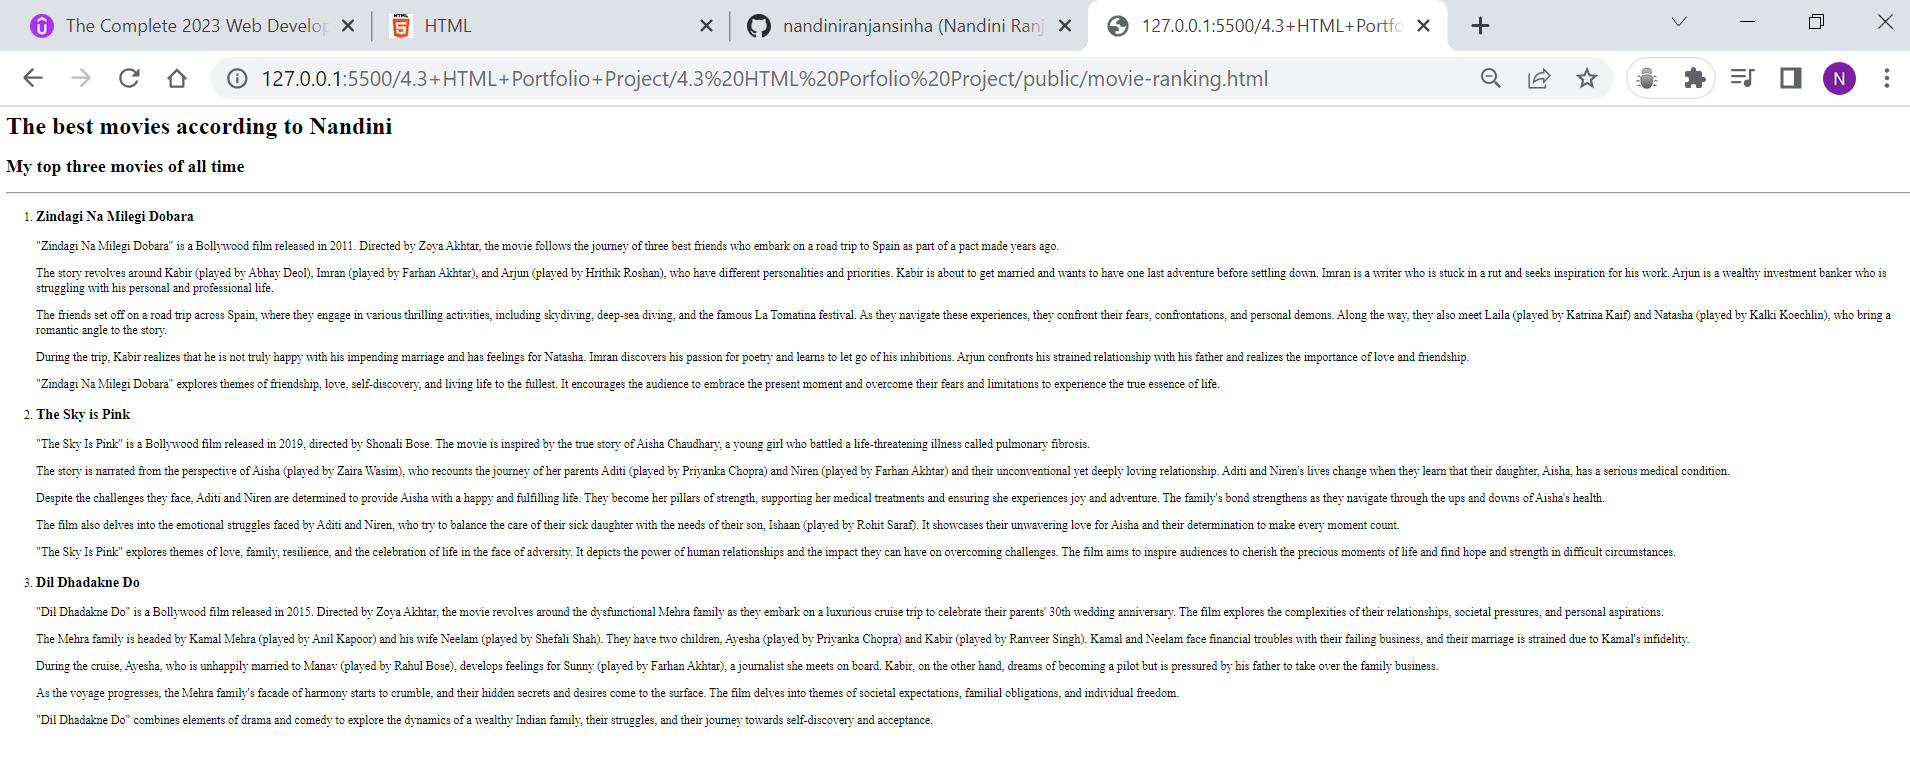 The Complete 2023 Web Develop
HTML
nandiniranjansinha (Nandini Ranj
127.0.0.1:5500/4.3+HTML+Portfo
127.0.0.1:5500/4.3+HTML+Portfolio+Project/4.3%20HTML%20Porfolio%20Project/public/movie-ranking.html
N
The best movies according to Nandini
My top three movies of all time
1. Zindagi Na Milegi Dobara
"Zindagi Na Milegi Dobara" is a Bollywood film released in 2011. Directed by Zoya Akhtar, the movie follows the journey of three best friends who embark on a road trip to Spain as part of a pact made years ago.
The story revolves around Kabir (played by Abhay Deol), Imran (played by Farhan Akhtar), and Arjun (played by Hrithik Roshan), who have different personalities and priorities. Kabir is about to get married and wants to have one last adventure before settling down. Imran is a writer who is stuck in a rut and seeks inspiration for his work. Arjun is a wealthy investment banker who is
struggling with his personal and professional life.
The friends set off on a road trip across Spain, where they engage in various thrilling activities, including skydiving, deep-sea diving, and the famous La Tomatina festival. As they navigate these experiences, they confront their fears, confrontations, and personal demons. Along the way, they also meet Laila (played by Katrina Kaif) and Natasha (played by Kalki Koechlin), who bring a
romantic angle to the story.
During the trip, Kabir realizes that he is not truly happy with his impending marriage and has feelings for Natasha. Imran discovers his passion for poetry and learns to let go of his inhibitions. Arjun confronts his strained relationship with his father and realizes the importance of love and friendship.
"Zindagi Na Milegi Dobara" explores themes of friendship, love, self-discovery, and living life to the fullest. It encourages the audience to embrace the present moment and overcome their fears and limitations to experience the true essence of life.
2. The Sky is Pink
"The Sky Is Pink" is a Bollywood film released in 2019, directed by Shonali Bose. The movie is inspired by the true story of Aisha Chaudhary, a young girl who battled a life-threatening illness called pulmonary fibrosis.
The story is narrated from the perspective of Aisha (played by Zaira Wasim), who recounts the journey of her parents Aditi (played by Priyanka Chopra) and Niren (played by Farhan Akhtar) and their unconventional yet deeply loving relationship. Aditi and Niren's lives change when they learn that their daughter, Aisha, has a serious medical condition.
Despite the challenges they face, Aditi and Niren are determined to provide Aisha with a happy and fulfilling life. They become her pillars of strength, supporting her medical treatments and ensuring she experiences joy and adventure. The family's bond strengthens as they navigate through the ups and downs of Aisha's health.
The film also delves into the emotional struggles faced by Aditi and Niren, who try to balance the care of their sick daughter with the needs of their son, Ishaan (played by Rohit Saraf). It showcases their unwavering love for Aisha and their determination to make every moment count.
"The Sky Is Pink" explores themes of love, family, resilience, and the celebration of life in the face of adversity. It depicts the power of human relationships and the impact they can have on overcoming challenges. The film aims to inspire audiences to cherish the precious moments of life and find hope and strength in difficult circumstances.
3. Dil Dhadakne Do
"Dil Dhadakne Do" is a Bollywood film released in 2015. Directed by Zoya Akhtar, the movie revolves around the dysfunctional Mehra family as they embark on a luxurious cruise trip to celebrate their parents' 30th wedding anniversary. The film explores the complexities of their relationships, societal pressures, and personal aspirations.
The Mehra family is headed by Kamal Mehra (played by Anil Kapoor) and his wife Neelam (played by Shefali Shah). They have two children, Ayesha (played by Priyanka Chopra) and Kabir (played by Ranveer Singh). Kamal and Neelam face financial troubles with their failing business, and their marriage is strained due to Kamal's infidelity.
During the cruise, Ayesha, who is unhappily married to Manav (played by Rahul Bose), develops feelings for Sunny (played by Farhan Akhtar), a journalist she meets on board. Kabir, on the other hand, dreams of becoming a pilot but is pressured by his father to take over the family business.
As the voyage progresses, the Mehra family's facade of harmony starts to crumble, and their hidden secrets and desires come to the surface. The film delves into themes of societal expectations, familial obligations, and individual freedom.
"Dil Dhadakne Do" combines elements of drama and comedy to explore the dynamics of a wealthy Indian family, their struggles, and their journey towards self-discovery and acceptance.